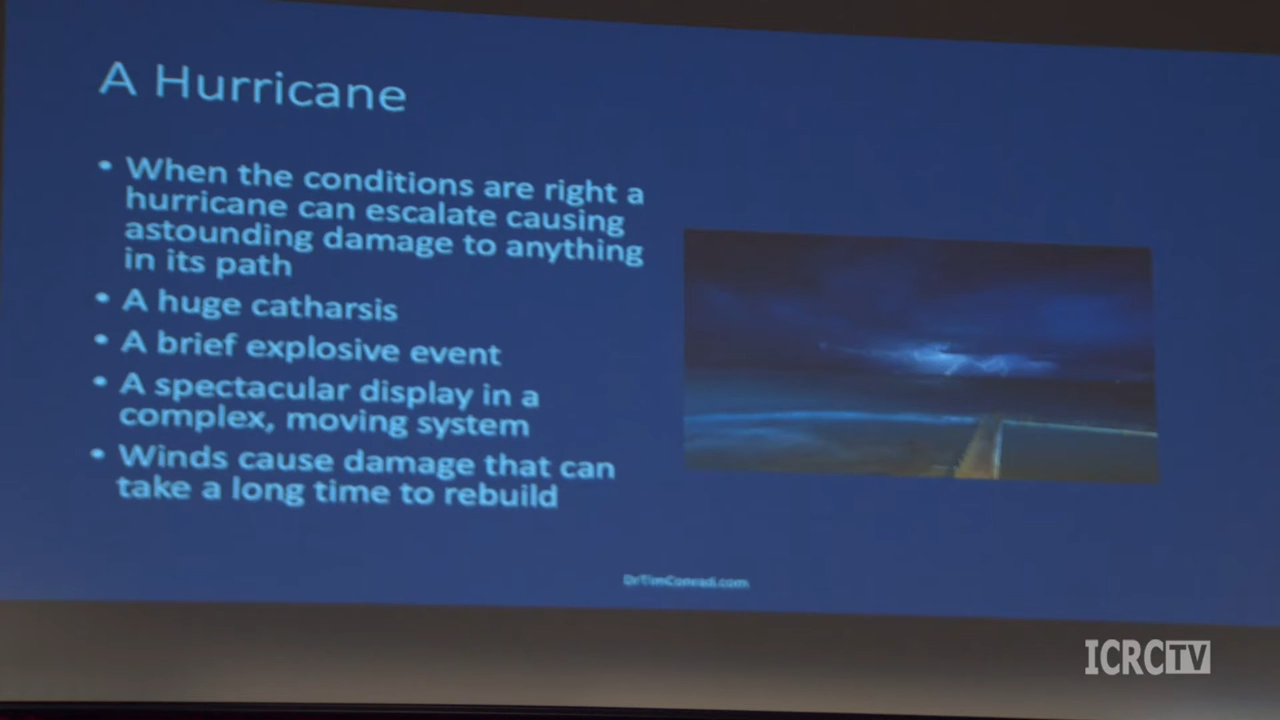 A Hurricane
• When the conditions are right a
hurricane can escalate causing
astounding damage to anything
in its path
• A huge catharsis
• A brief explosive event
• A spectacular display in a
complex, moving system
• Winds cause damage that can
take a long time to rebuild
DrTimConradi.com
ICRCTV